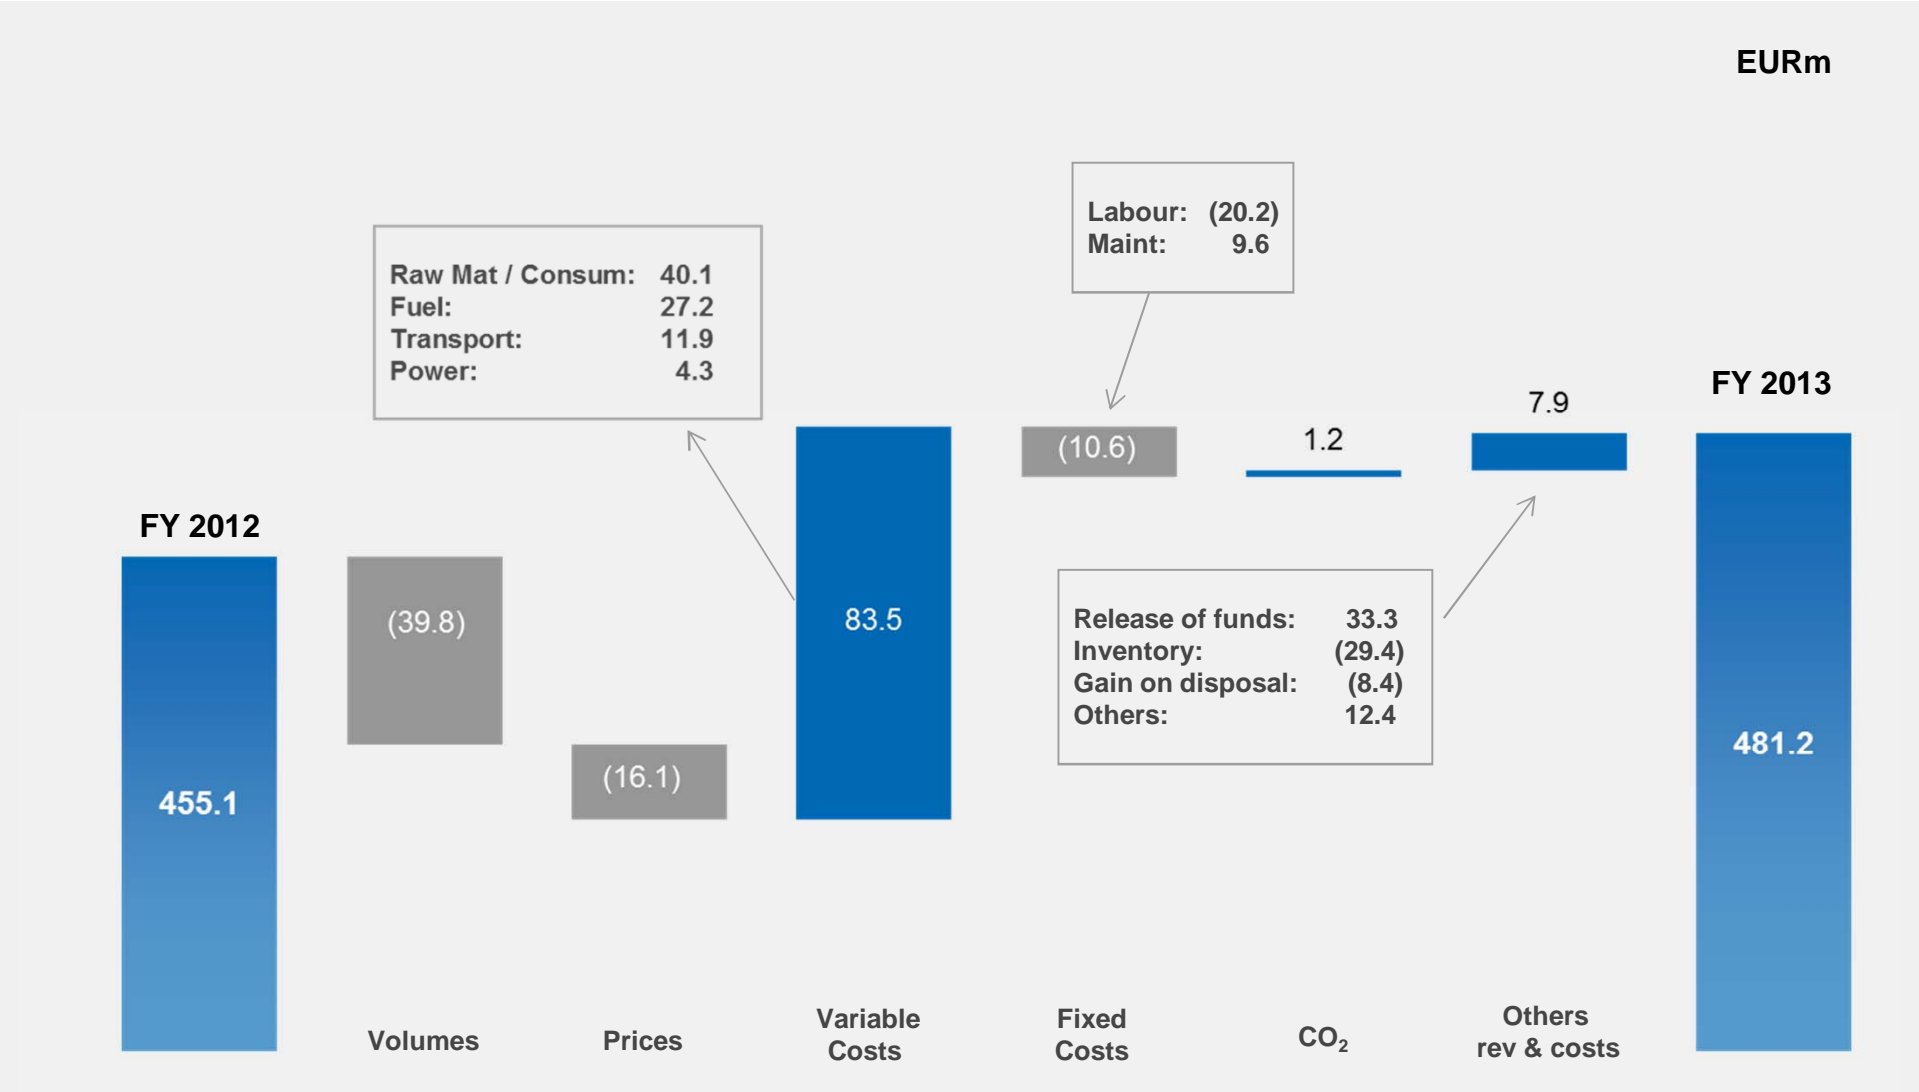 EURm
Labour: (20.2)
Maint: 9.6
Raw Mat / Consum: 40.1
Fuel: 27.2
Transport: 11.9
Power: 4.3
FY 2012
455.1
(39.8)
(16.1)
83.5
(10.6)
1.2
7.9
FY 2013
481.2
Release of funds: 33.3
Inventory: (29.4)
Gain on disposal: (8.4)
Others: 12.4
Volumes
Prices
Variable
Costs
Fixed
Costs
CO₂
Others
rev & costs